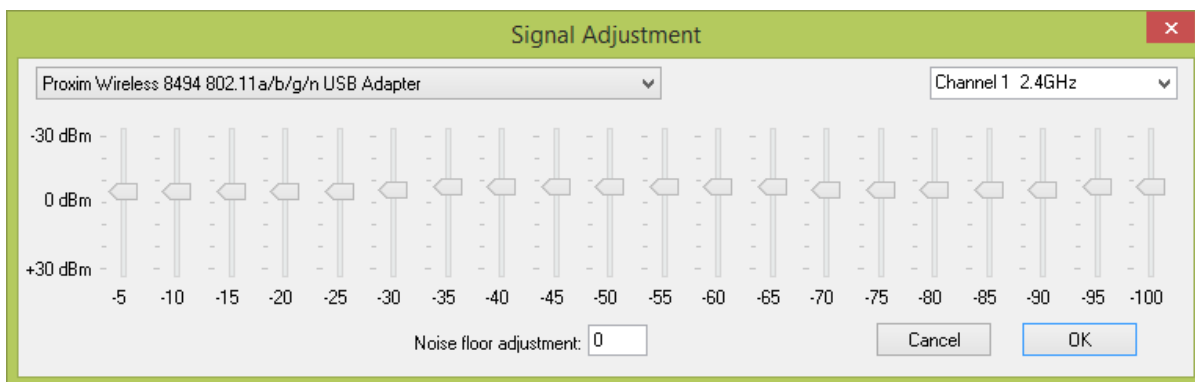 Signal Adjustment
Proxim Wireless 8494 802.11a/b/g/n USB Adapter
Channel 1 2.4GHz
-30 dBm
0 dBm
+30 dBm
-5 -10 -15 -20 -25 -30 -35 -40 -45 -50 -55 -60 -65 -70 -75 -80 -85 -90 -95 -100
Noise floor adjustment: 0
Cancel OK